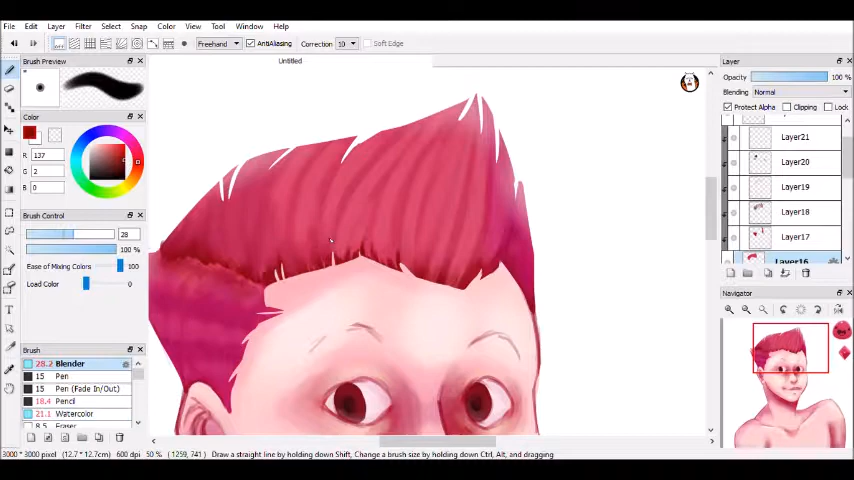 File Edit Layer Filter Select Snap Color View Tool Window Help
Freehand AntiAliasing Correction 10 Soft Edge
Brush Preview
Untitled
Layer
Opacity 100 %
Blending Normal
Protect Alpha Clipping Lock
Color
R 137
G 2
B 0
Layer21
Layer20
Layer19
Layer18
Layer17
Layer16
Brush Control
28
100 %
Ease of Mixing Colors 100
Load Color 0
Navigator
Brush
28.2 Blender
15 Pen
15 Pen (Fade In/Out)
18.4 Pencil
21.1 Watercolor
8.5 Eraser
3000 * 3000 pixel (12.7 * 12.7cm) 600 dpi 50 % (1259, 741) Draw a straight line by holding down Shift, Change a brush size by holding down Ctrl, Alt, and dragging